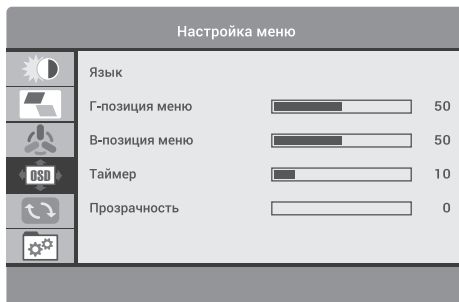 Настройка меню
Язык
Г-позиция меню 50
В-позиция меню 50
OSD
Таймер 10
Прозрачность 0